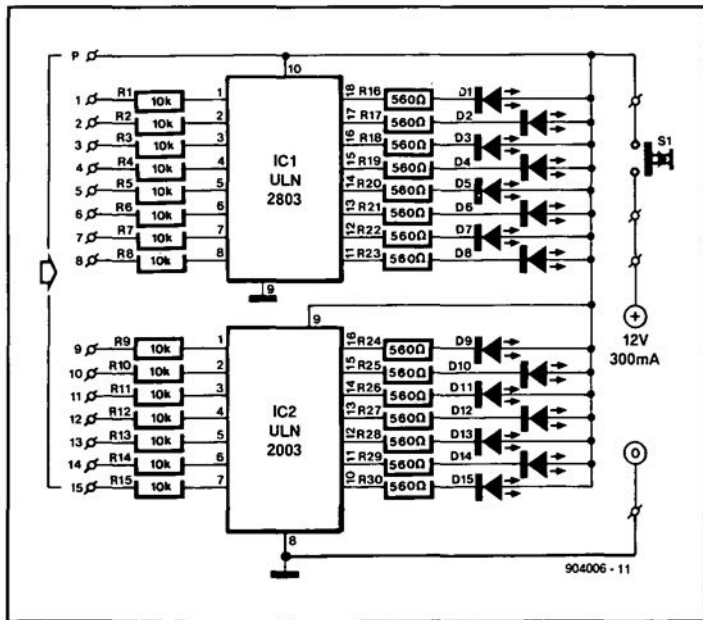 P
10
1 R1 10k 1 18 R16 560Ω D1
2 R2 10k 2 17 R17 560Ω D2
3 R3 10k 3 16 R18 560Ω D3
4 R4 10k 4 15 R19 560Ω D4
5 R5 10k 5 14 R20 560Ω D5
6 R6 10k 6 13 R21 560Ω D6
7 R7 10k 7 12 R22 560Ω D7
8 R8 10k 8 11 R23 560Ω D8
IC1
ULN
2803
S1
9
9
+
12V
300mA
9 R9 10k 1 16 R24 560Ω D9
10 R10 10k 2 15 R25 560Ω D10
11 R11 10k 3 14 R26 560Ω D11
12 R12 10k 4 13 R27 560Ω D12
13 R13 10k 5 12 R28 560Ω D13
14 R14 10k 6 11 R29 560Ω D14
15 R15 10k 7 10 R30 560Ω D15
IC2
ULN
2003
0
8
904006 - 11